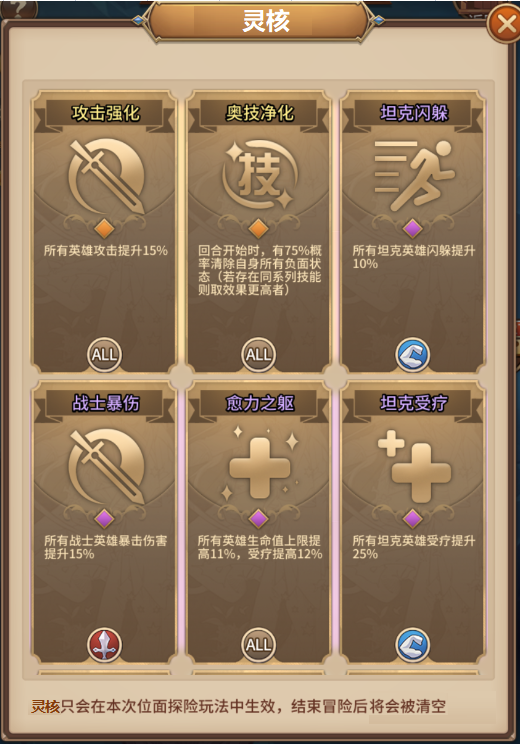 灵核
攻击强化
所有英雄攻击提升15%
ALL
奥技净化
技
回合开始时，有75%概
率清除自身所有负面状
态（若存在同系列技能
则取效果更高者）
ALL
坦克闪躲
所有坦克英雄闪躲提升
10%
战士暴伤
所有战士英雄暴击伤害
提升15%
愈力之躯
所有英雄生命值上限提
高11%，受疗提高12%
ALL
坦克受疗
所有坦克英雄受疗提升
25%
灵核只会在本次位面探险玩法中生效，结束冒险后将会被清空